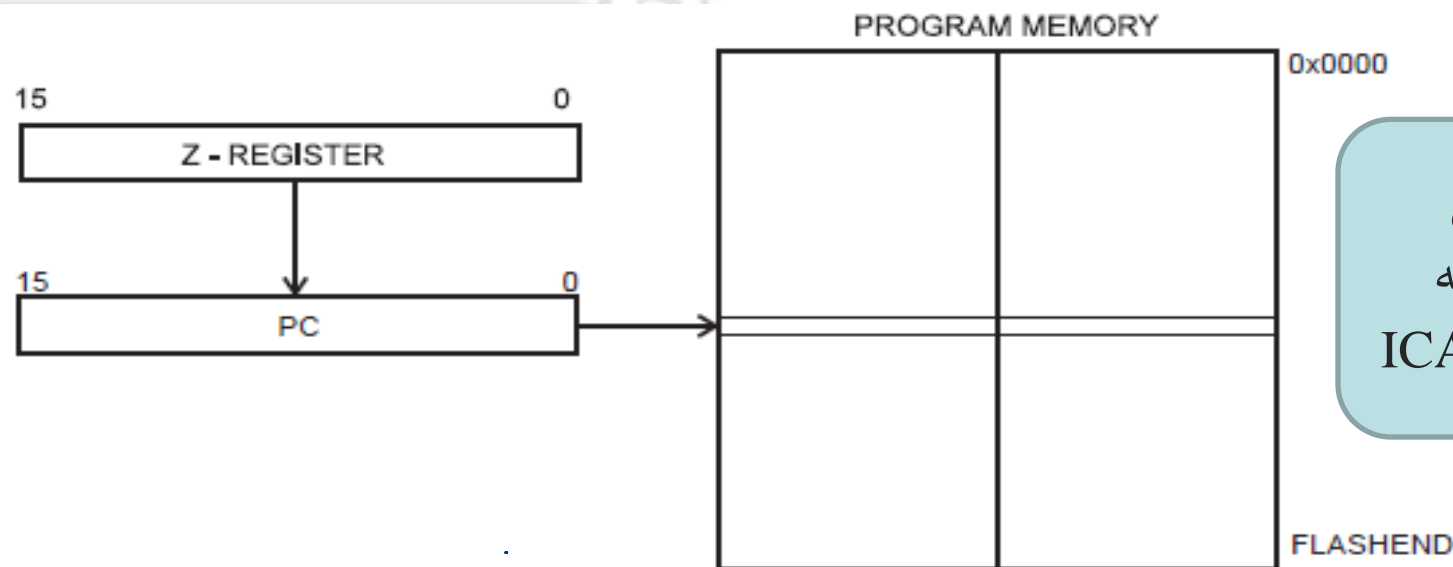 PROGRAM MEMORY
0x0000
15 0
Z - REGISTER
15 0
PC
ICA
FLASHEND